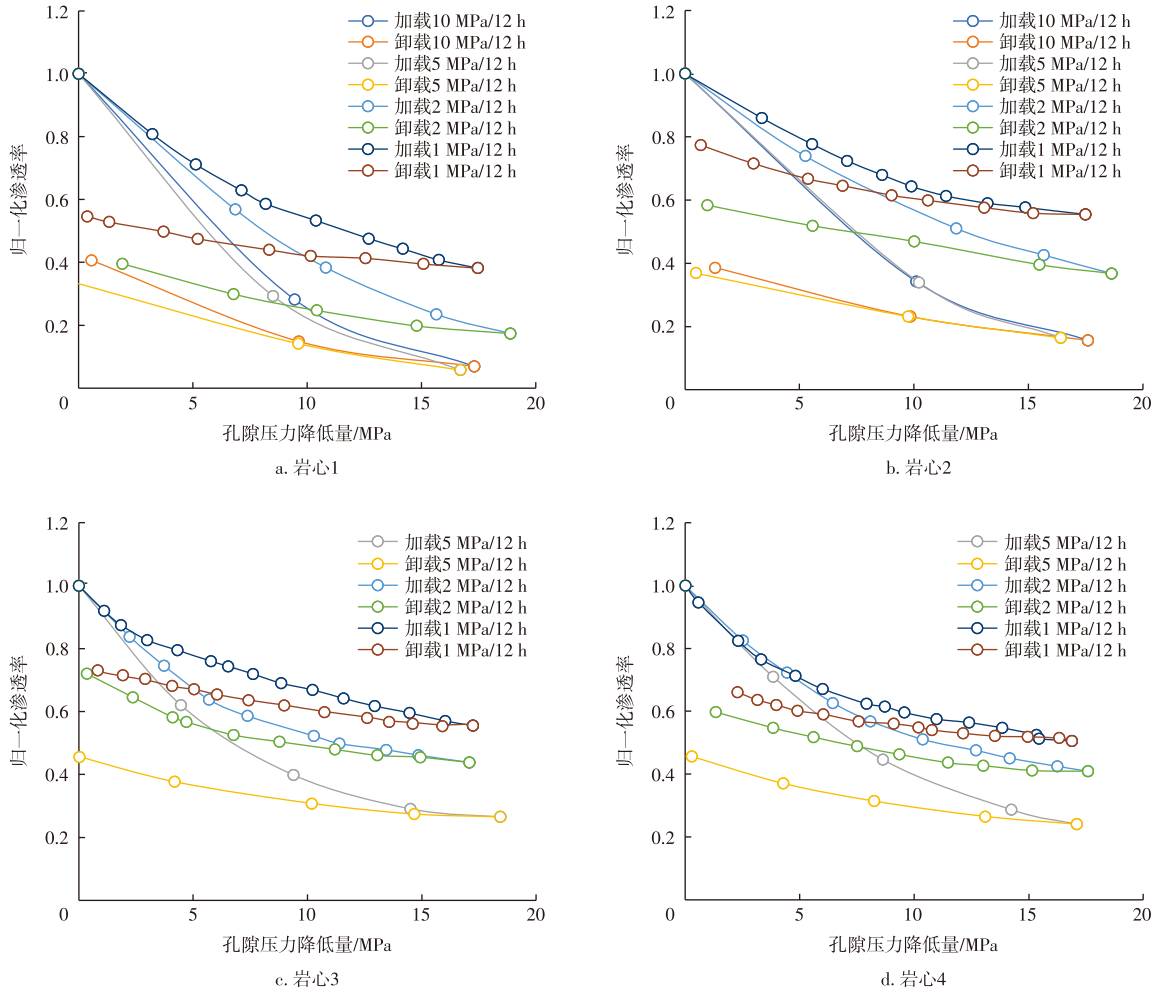 1.2
1.0
0.8
0.6
0.4
0.2
0
5
10
15
20
归一化渗透率
孔隙压力降低量/MPa
加载10 MPa/12 h
卸载10 MPa/12 h
加载5 MPa/12 h
卸载5 MPa/12 h
加载2 MPa/12 h
卸载2 MPa/12 h
加载1 MPa/12 h
卸载1 MPa/12 h
a. 岩心1
1.2
1.0
0.8
0.6
0.4
0.2
0
5
10
15
20
归一化渗透率
孔隙压力降低量/MPa
加载10 MPa/12 h
卸载10 MPa/12 h
加载5 MPa/12 h
卸载5 MPa/12 h
加载2 MPa/12 h
卸载2 MPa/12 h
加载1 MPa/12 h
卸载1 MPa/12 h
b. 岩心2
1.2
1.0
0.8
0.6
0.4
0.2
0
5
10
15
20
归一化渗透率
孔隙压力降低量/MPa
加载5 MPa/12 h
卸载5 MPa/12 h
加载2 MPa/12 h
卸载2 MPa/12 h
加载1 MPa/12 h
卸载1 MPa/12 h
c. 岩心3
1.2
1.0
0.8
0.6
0.4
0.2
0
5
10
15
20
归一化渗透率
孔隙压力降低量/MPa
加载5 MPa/12 h
卸载5 MPa/12 h
加载2 MPa/12 h
卸载2 MPa/12 h
加载1 MPa/12 h
卸载1 MPa/12 h
d. 岩心4